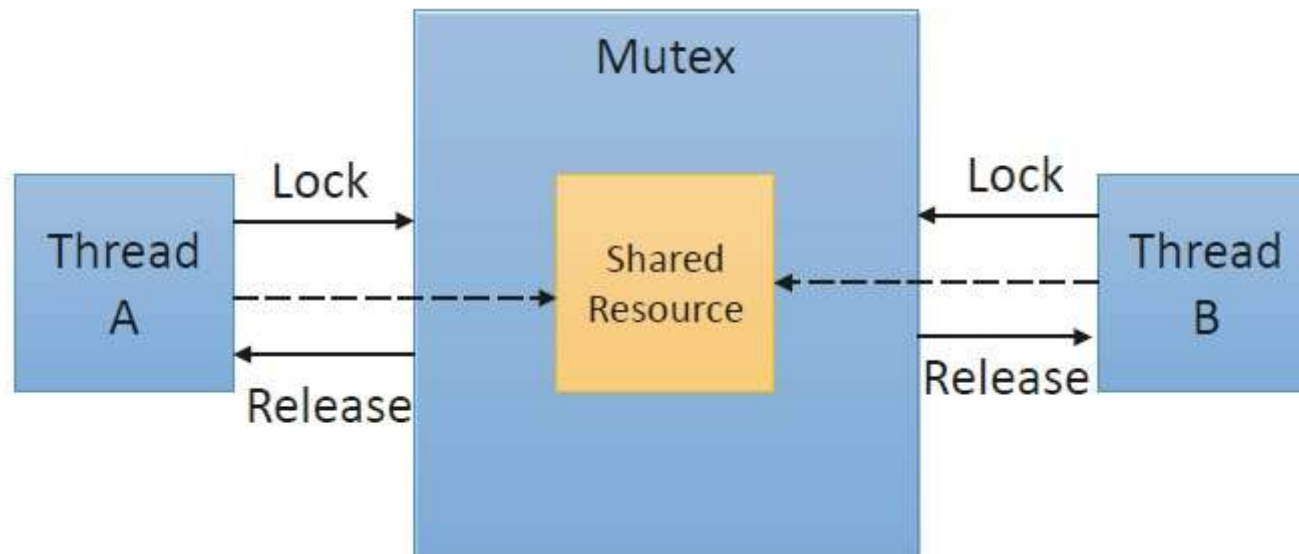 Mutex
Lock
Lock
Thread
A
Shared
Resource
Thread
B
Release
Release